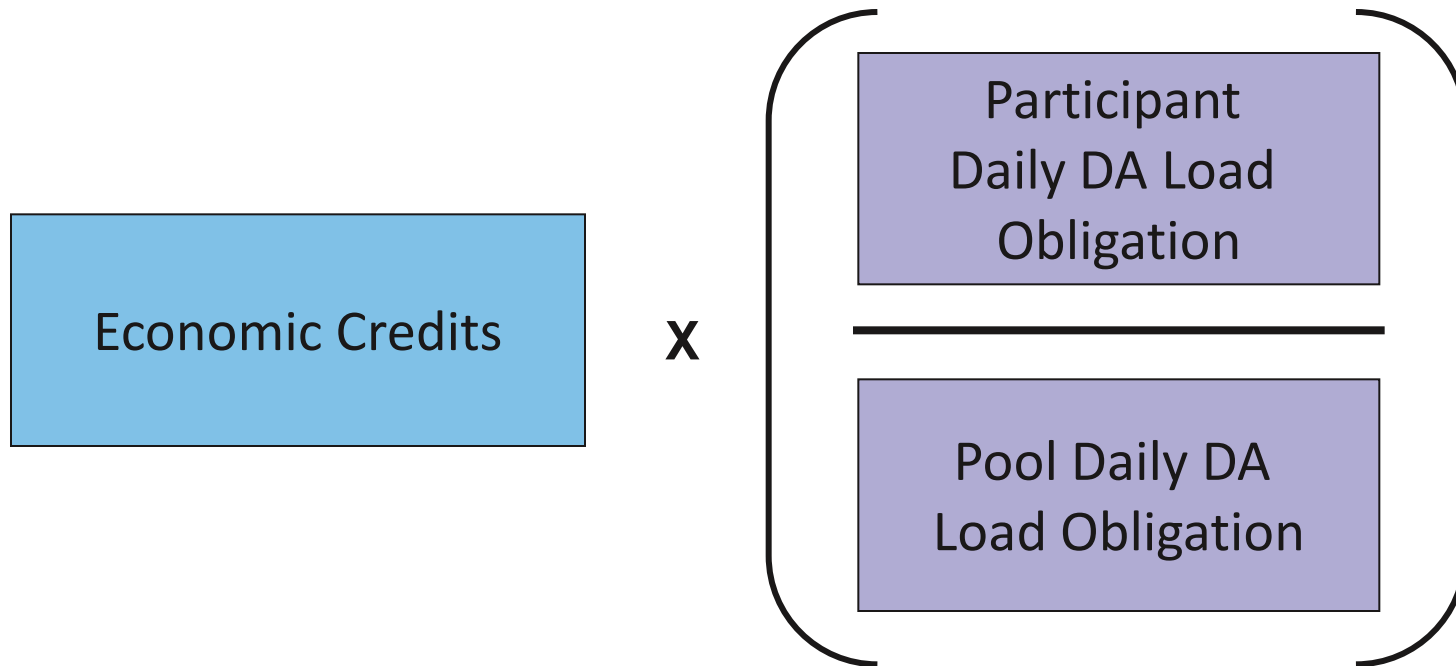 Economic Credits
X
Participant
Daily DA Load
Obligation
Pool Daily DA
Load Obligation